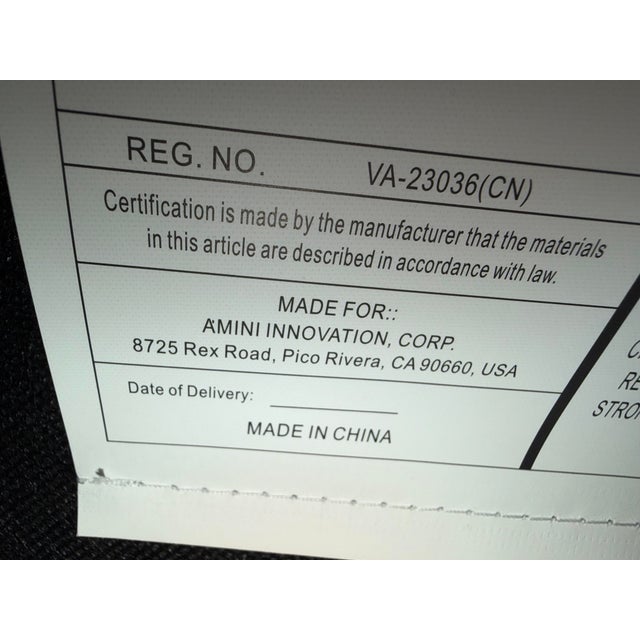 REG. NO. VA-23036(CN)
Certification is made by the manufacturer that the materials
in this article are described in accordance with law.
MADE FOR::
AMINI INNOVATION, CORP.
8725 Rex Road, Pico Rivera, CA 90660, USA
Date of Delivery:
MADE IN CHINA